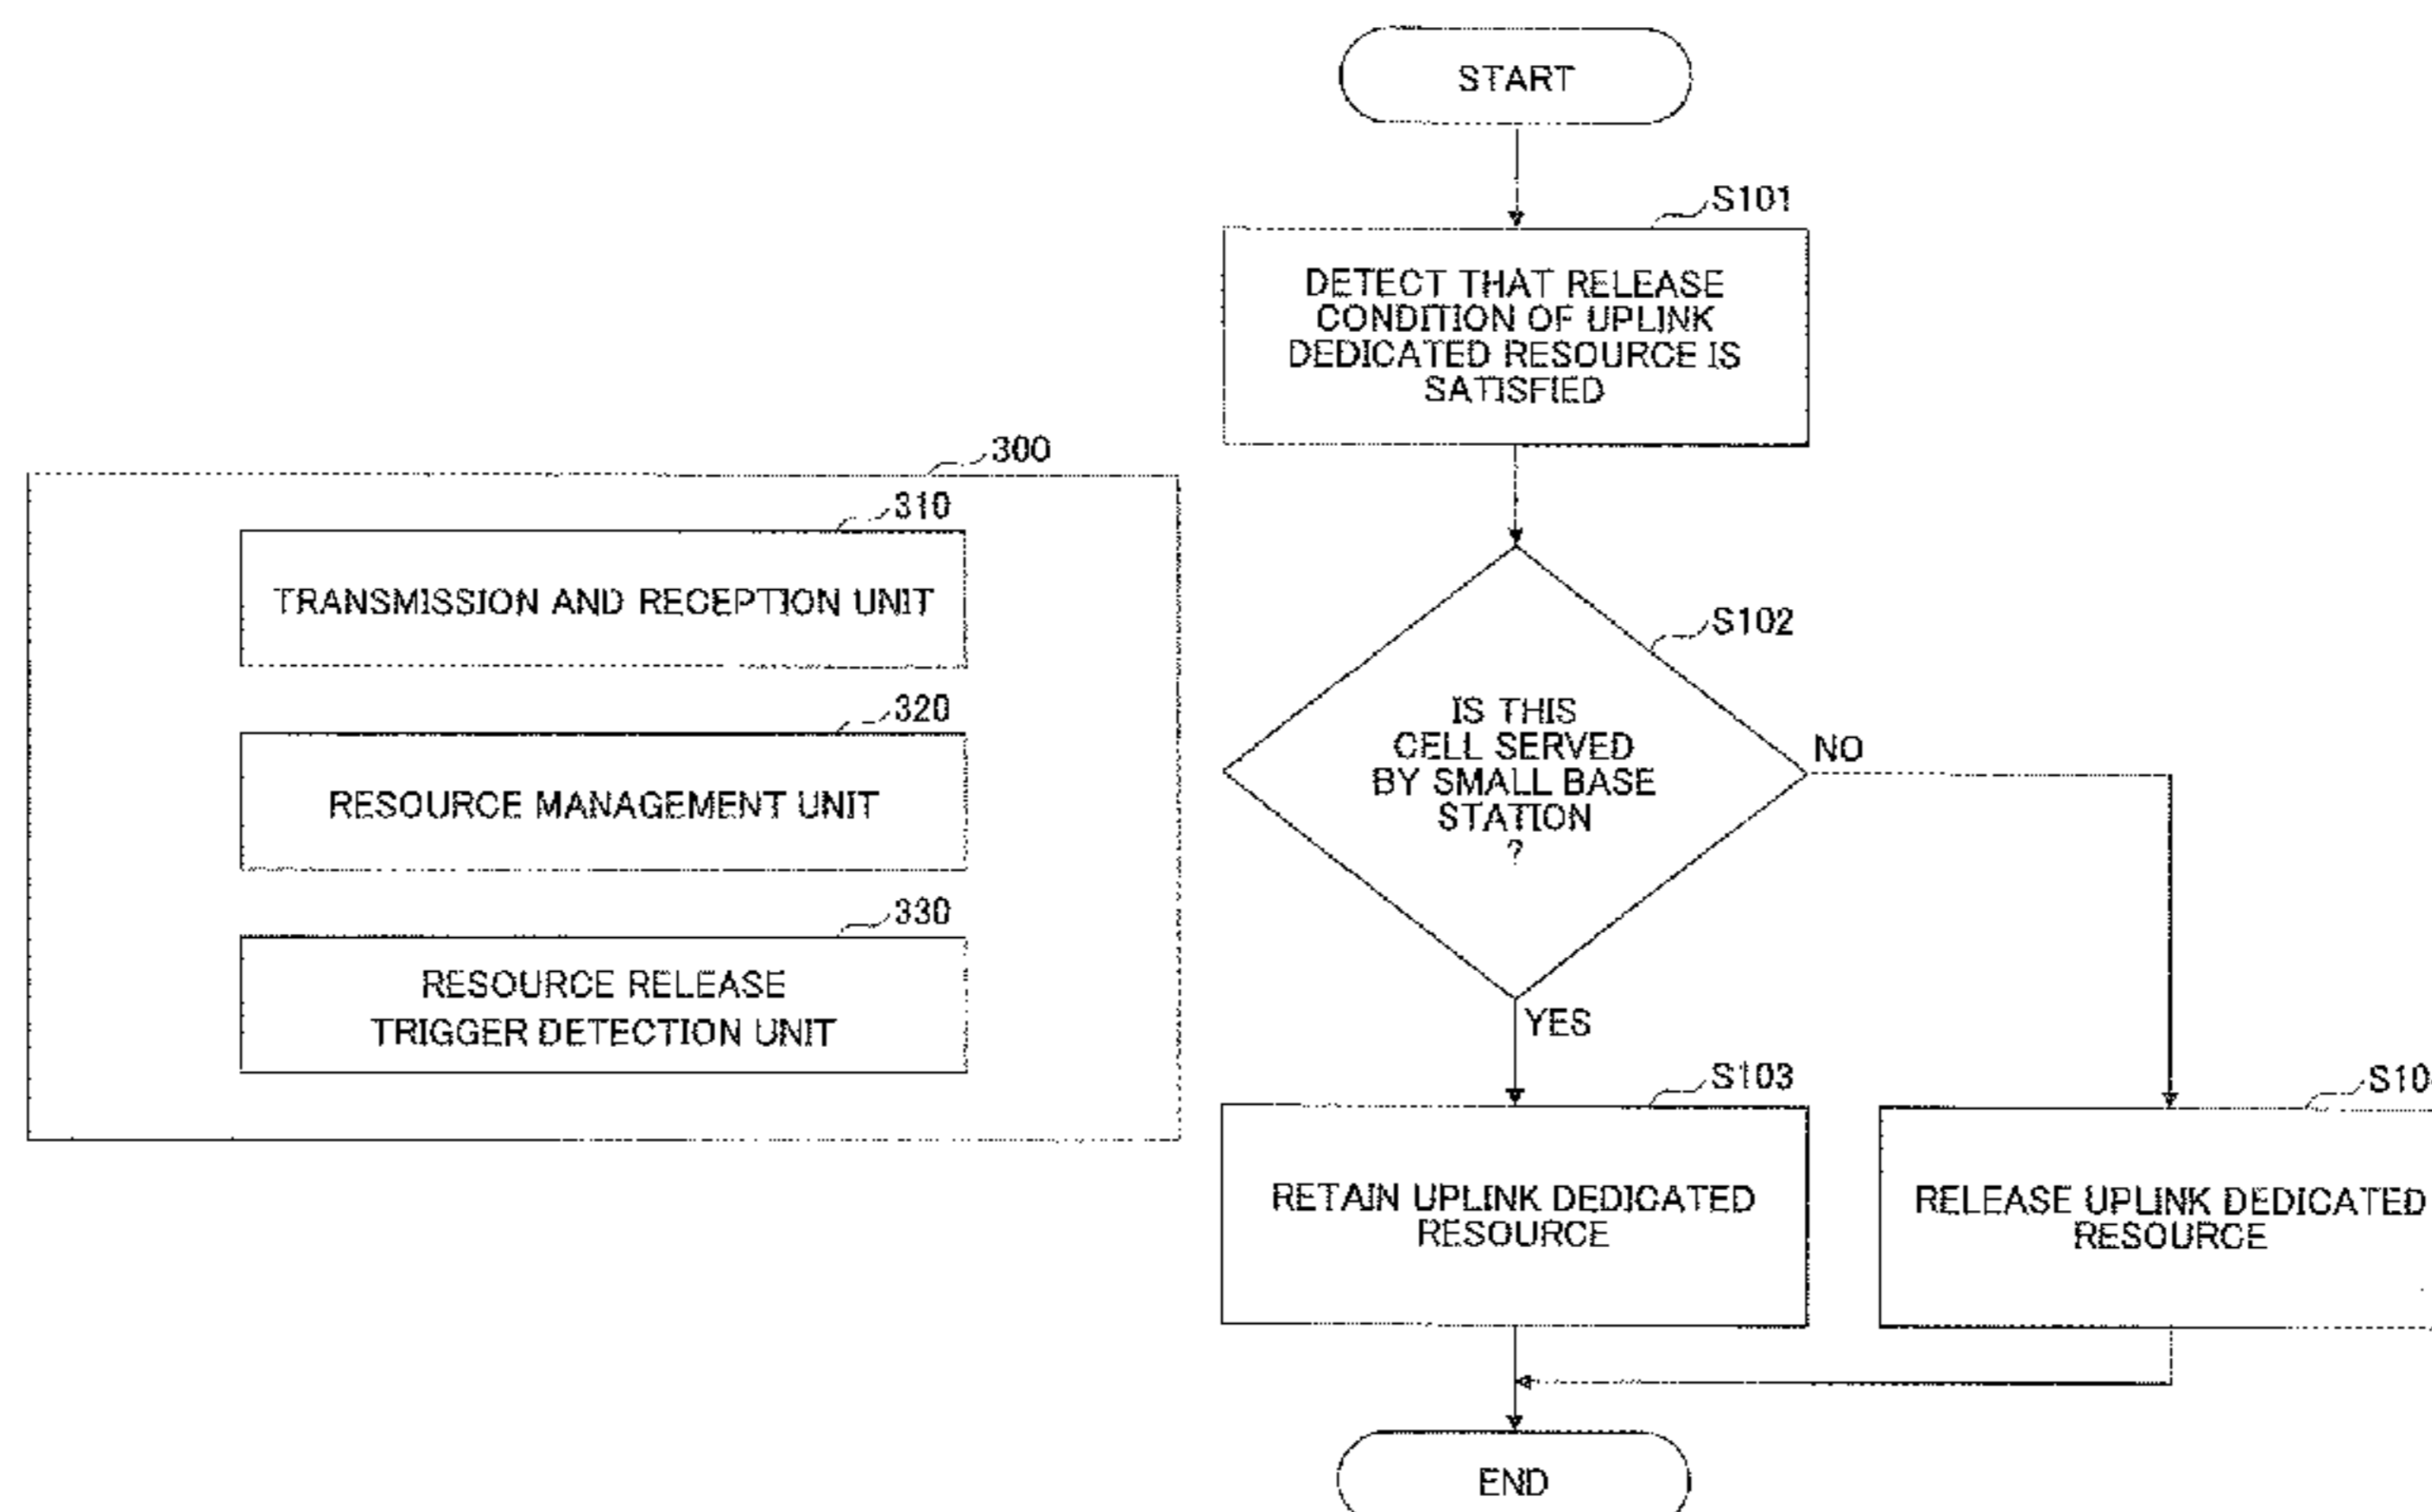 300
310
TRANSMISSION AND RECEPTION UNIT
320
RESOURCE MANAGEMENT UNIT
330
RESOURCE RELEASE
TRIGGER DETECTION UNIT
START
S101
DETECT THAT RELEASE
CONDITION OF UPLINK
DEDICATED RESOURCE IS
SATISFIED
S102
IS THIS
CELL SERVED
BY SMALL BASE
STATION
?
NO
YES
S103
RETAIN UPLINK DEDICATED
RESOURCE
RELEASE UPLINK DEDICATED
RESOURCE
END